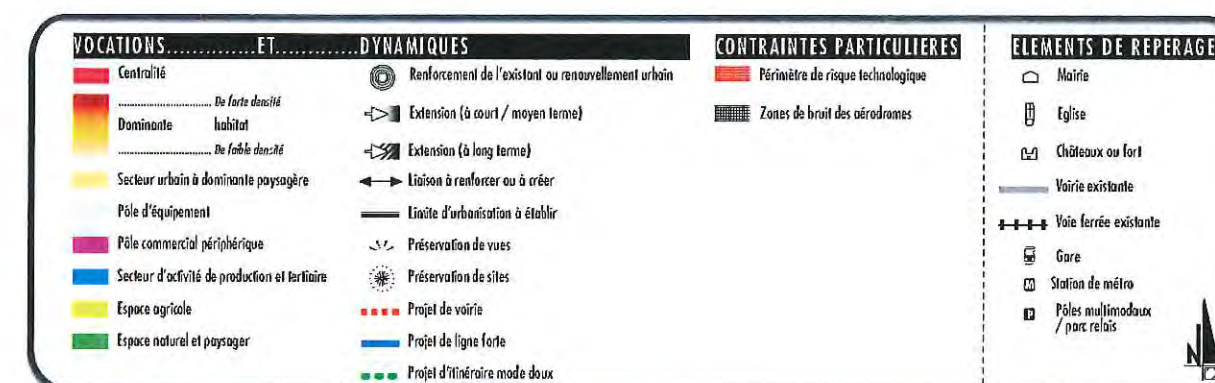 VOCATIONS..............ET.............DYNAMIQUES
Centralité
De forte densité
Dominante habitat
De faible densité
Secteur urbain à dominante paysagère
Pôle d'équipement
Pôle commercial périphérique
Secteur d'activité de production et tertiaire
Espace agricole
Espace naturel et paysager
Renforcement de l'existant ou renouvellement urbain
Extension (à court / moyen terme)
Extension (à long terme)
Liaison à renforcer ou à créer
Limite d'urbanisation à établir
Préservation de vues
Préservation de sites
Projet de voirie
Projet de ligne forte
Projet d'itinéraire mode doux
CONTRAINTES PARTICULIERES
Périmètre de risque technologique
Zones de bruit des aérodromes
ELEMENTS DE REPERAGE
Mairie
Eglise
Châteaux ou fort
Voirie existante
Voie ferrée existante
Gare
M Station de métro
P Pôles multimodaux
/ parc relais
N